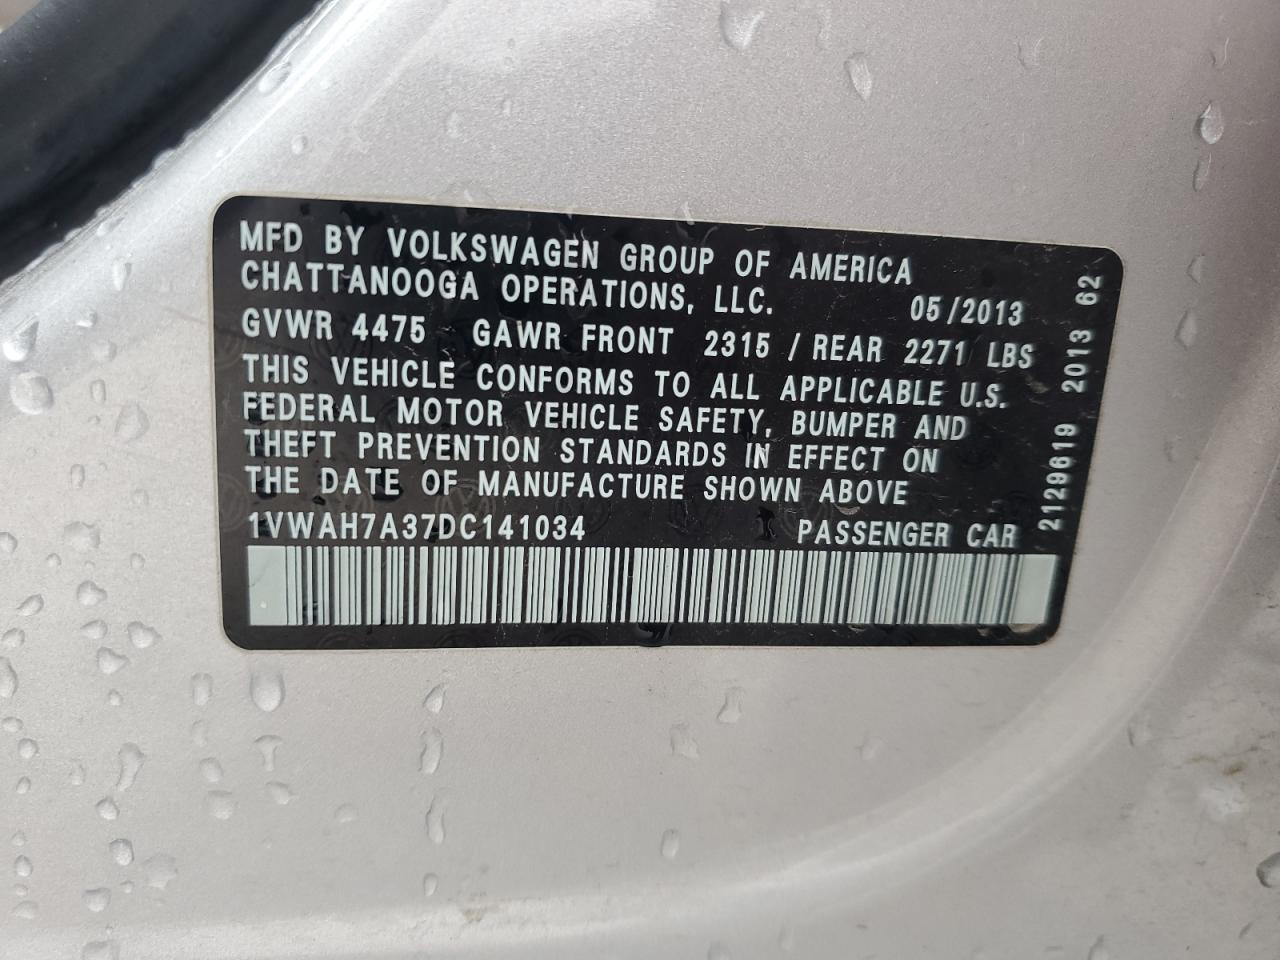 MFD BY VOLKSWAGEN GROUP OF AMERICA
CHATTANOOGA OPERATIONS, LLC. 05/2013
GVWR 4475 GAWR FRONT 2315 / REAR 2271 LBS
THIS VEHICLE CONFORMS TO ALL APPLICABLE U.S.
FEDERAL MOTOR VEHICLE SAFETY, BUMPER AND
THEFT PREVENTION STANDARDS IN EFFECT ON
THE DATE OF MANUFACTURE SHOWN ABOVE
1VWAH7A37DC141034 PASSENGER CAR
2129619 2013 62